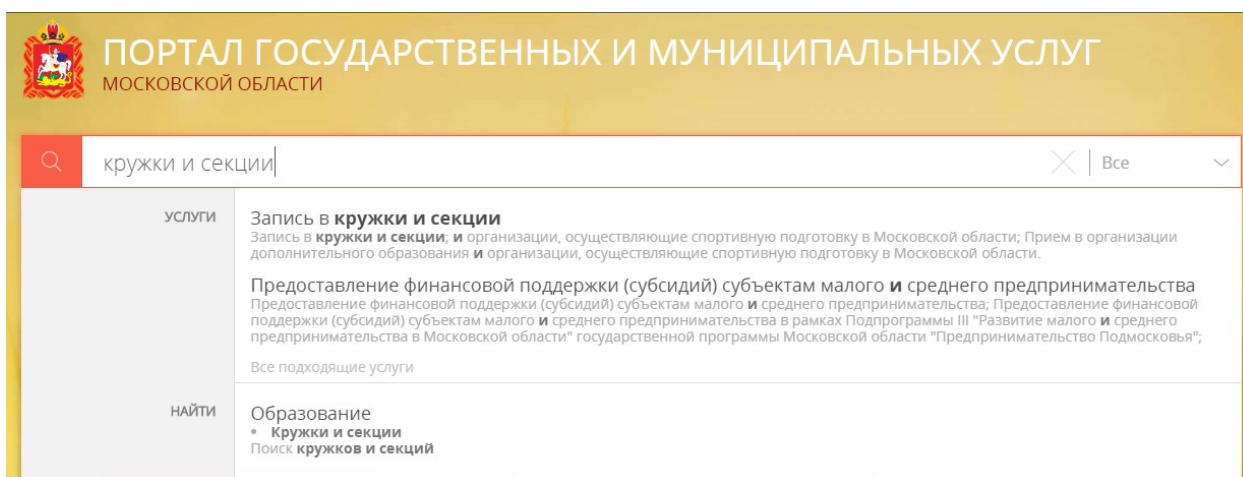 ПОРТАЛ ГОСУДАРСТВЕННЫХ И МУНИЦИПАЛЬНЫХ УСЛУГ
МОСКОВСКОЙ ОБЛАСТИ
кружки и секции
Все
УСЛУГИ
Запись в кружки и секции
Запись в кружки и секции; и организации, осуществляющие спортивную подготовку в Московской области; Прием в организации
дополнительного образования и организации, осуществляющие спортивную подготовку в Московской области.
Предоставление финансовой поддержки (субсидий) субъектам малого и среднего предпринимательства
Предоставление финансовой поддержки (субсидий) субъектам малого и среднего предпринимательства; Предоставление финансовой
поддержки (субсидий) субъектам малого и среднего предпринимательства в рамках Подпрограммы III "Развитие малого и среднего
предпринимательства в Московской области" государственной программы Московской области "Предпринимательство Подмосковья";
Все подходящие услуги
НАЙТИ
Образование
• Кружки и секции
Поиск кружков и секций